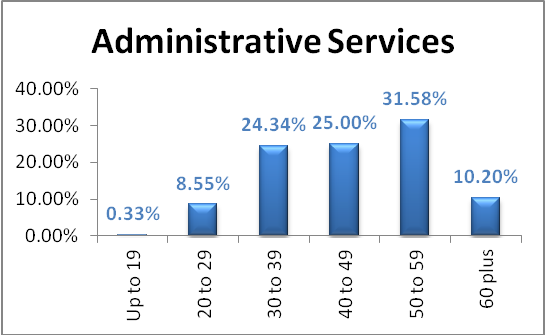 Administrative Services
40.00%
30.00%
20.00%
10.00%
0.00%
0.33%
8.55%
24.34%
25.00%
31.58%
10.20%
Up to 19
20 to 29
30 to 39
40 to 49
50 to 59
60 plus